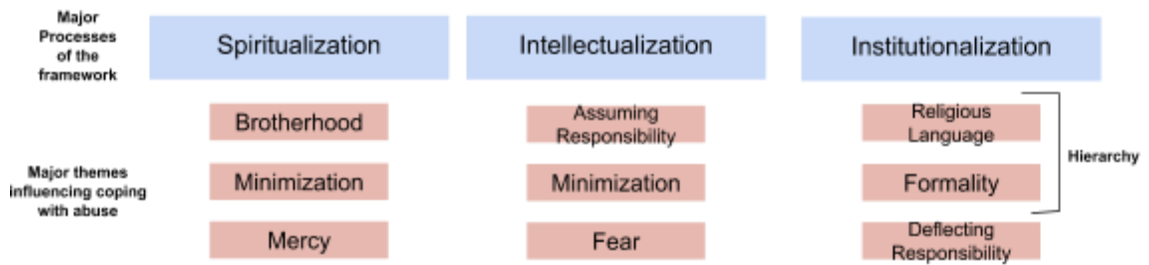 Major
Processes
of the
framework
Spiritualization
Intellectualization
Institutionalization
Brotherhood
Assuming
Responsibility
Religious
Language
Hierarchy
Major themes
influencing coping
with abuse
Minimization
Minimization
Formality
Mercy
Fear
Deflecting
Responsibility